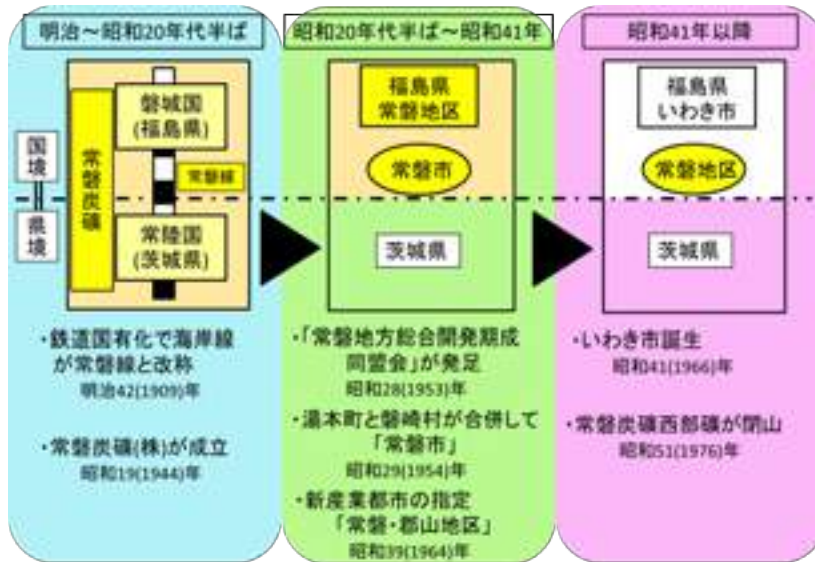 明治～昭和20年代半ば
磐城国
(福島県)
常磐炭礦
常磐線
国境
県境
常陸国
(茨城県)
・鉄道国有化で海岸線
が常磐線と改称
明治42(1909)年
・常磐炭礦(株)が成立
昭和19(1944)年
昭和20年代半ば～昭和41年
福島県
常磐地区
常磐市
茨城県
・「常磐地方総合開発期成
同盟会」が発足
昭和28(1953)年
・湯本町と磐崎村が合併して
「常磐市」
昭和29(1954)年
・新産業都市の指定
「常磐・郡山地区」
昭和39(1964)年
昭和41年以降
福島県
いわき市
常磐地区
茨城県
・いわき市誕生
昭和41(1966)年
・常磐炭礦西部礦が閉山
昭和51(1976)年